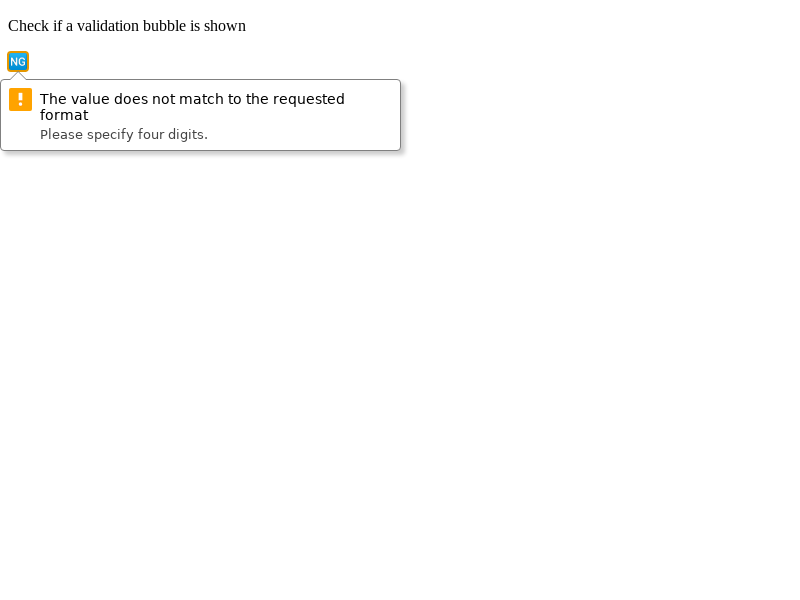 Check if a validation bubble is shown
NG
The value does not match to the requested
format
Please specify four digits.